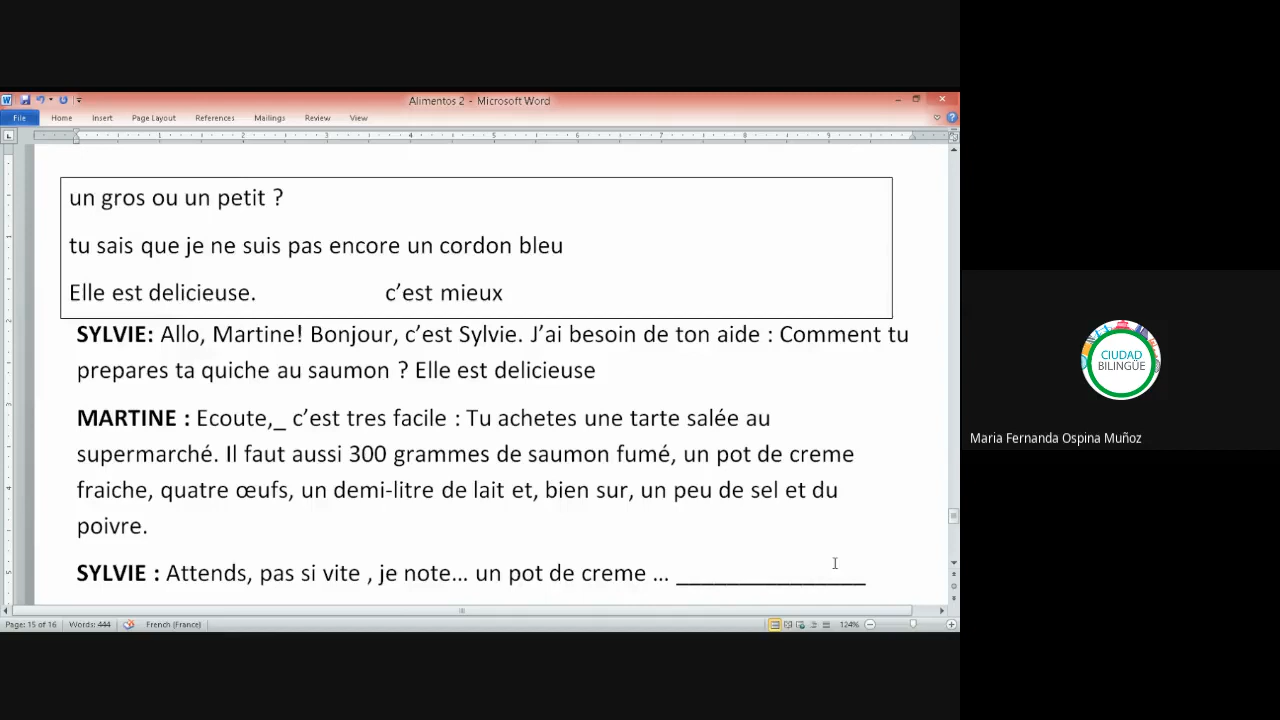 Alimentos 2 - Microsoft Word
File Home Insert Page Layout References Mailings Review View
un gros ou un petit ?
tu sais que je ne suis pas encore un cordon bleu
Elle est delicieuse. c’est mieux
SYLVIE: Allo, Martine! Bonjour, c’est Sylvie. J’ai besoin de ton aide : Comment tu
prepares ta quiche au saumon ? Elle est delicieuse
MARTINE : Ecoute,_ c’est tres facile : Tu achetes une tarte salée au
supermarché. Il faut aussi 300 grammes de saumon fumé, un pot de creme
fraiche, quatre œufs, un demi-litre de lait et, bien sur, un peu de sel et du
poivre.
SYLVIE : Attends, pas si vite , je note… un pot de creme … _______________
Page: 15 of 16 Words: 444 French (France) 124%
CIUDAD
BILINGÜE
Maria Fernanda Ospina Muñoz